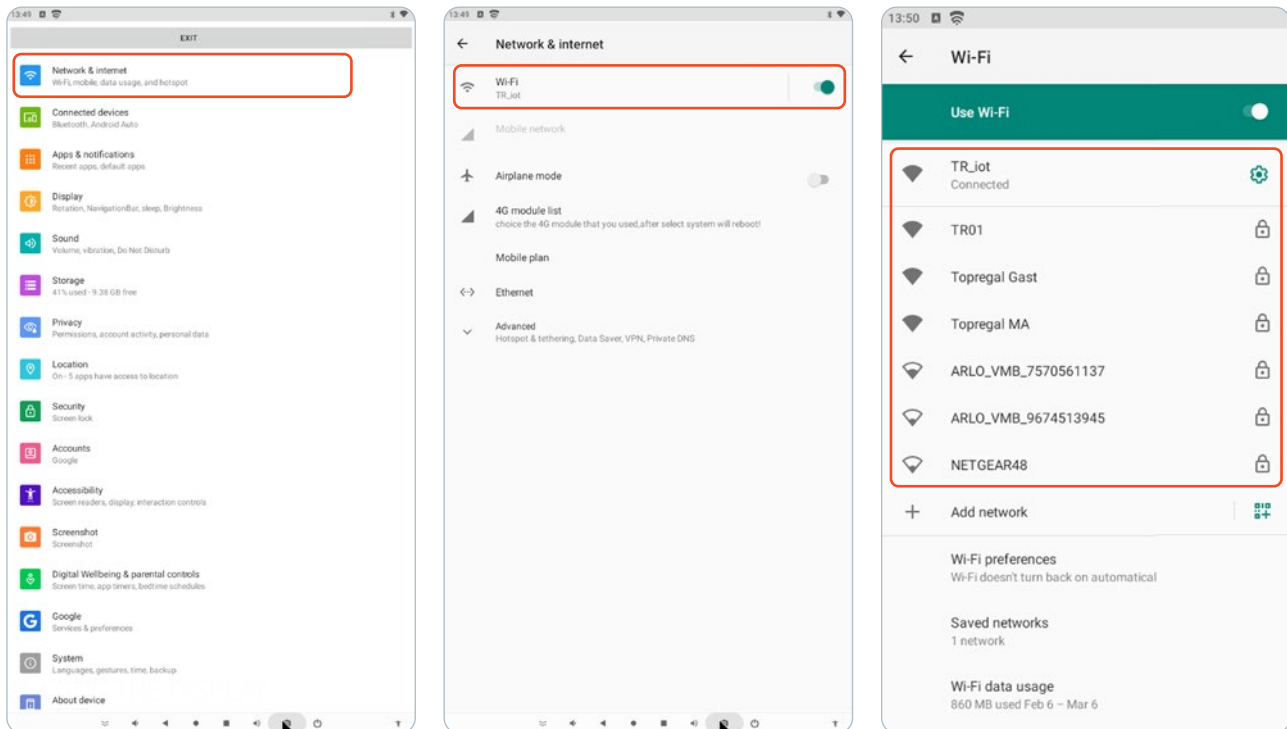 13:49
EXIT
Network & internet
Wi-Fi, mobile, data usage, and hotspot
Connected devices
Bluetooth, Android Auto
Apps & notifications
Recent apps, default apps
Display
Rotation, NavigationBar, sleep, Brightness
Sound
Volume, vibration, Do Not Disturb
Storage
41% used - 9.38 GB free
Privacy
Permissions, account activity, personal data
Location
On - 5 apps have access to location
Security
Screen lock
Accounts
Google
Accessibility
Screen readers, display, interaction controls
Screenshot
Screenshot
Digital Wellbeing & parental controls
Screen time, app timers, bedtime schedules
Google
Services & preferences
System
Languages, gestures, time, backup
About device
13:49
Network & internet
Wi-Fi
TR_iot
Mobile network
Airplane mode
4G module list
choice the 4G module that you used,after select system will reboot!
Mobile plan
Ethernet
Advanced
Hotspot & tethering, Data Saver, VPN, Private DNS
13:50
Wi-Fi
Use Wi-Fi
TR_iot
Connected
TR01
Topregal Gast
Topregal MA
ARLO_VMB_7570561137
ARLO_VMB_9674513945
NETGEAR48
Add network
Wi-Fi preferences
Wi-Fi doesn't turn back on automatical
Saved networks
1 network
Wi-Fi data usage
860 MB used Feb 6 – Mar 6